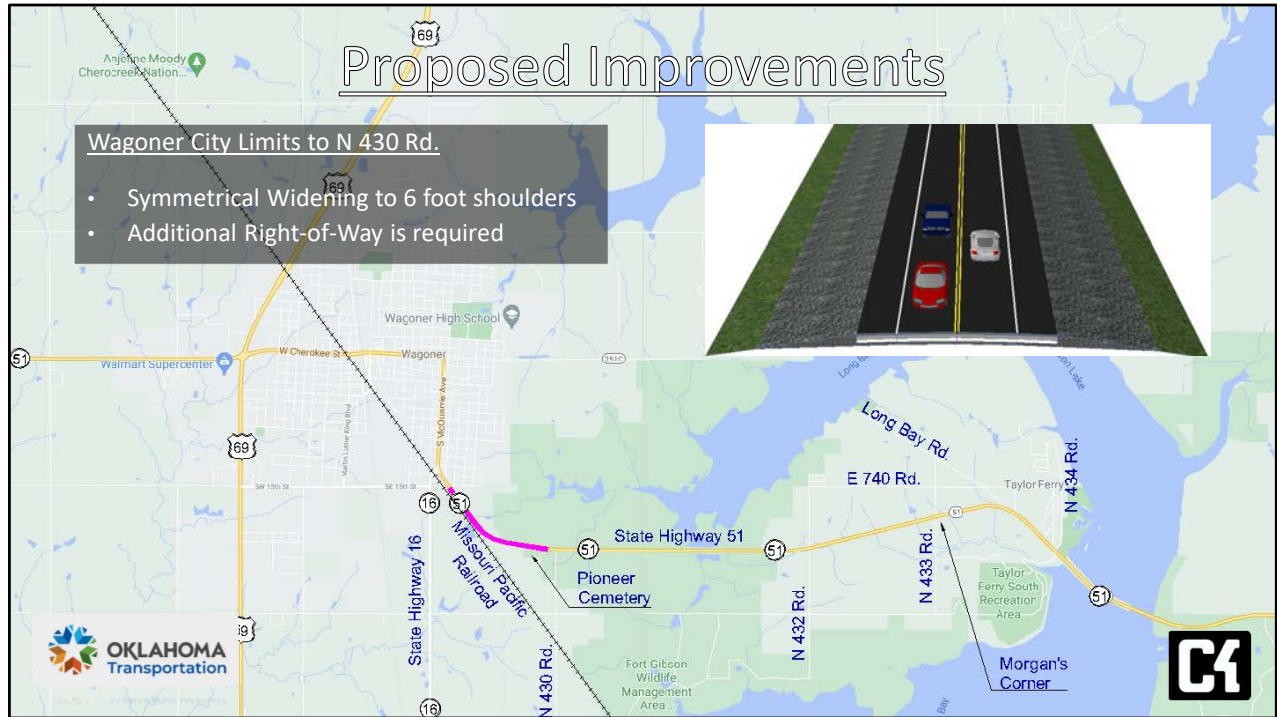 Proposed Improvements
Wagoner City Limits to N 430 Rd.
• Symmetrical Widening to 6 foot shoulders
• Additional Right-of-Way is required
69
Anjeline Moody
Cherocreek Nation...
69
Wagoner High School
51
Walmart Supercenter
W Cherokee St
Wagoner
251C
S McQuarrie Ave
Martin Luther King Blvd
69
SW 15th St
SE 15th St
16
51
Long Bay Rd.
E 740 Rd.
Taylor Ferry
N 434 Rd.
51
State Highway 16
Missouri Pacific
Railroad
51
State Highway 51
51
Pioneer
Cemetery
N 432 Rd.
N 433 Rd.
Taylor
Ferry South
Recreation
Area
51
OKLAHOMA
Transportation
69
N 430 Rd.
Fort Gibson
Wildlife
Management
Area...
Morgan's
Corner
Bay
16
C4